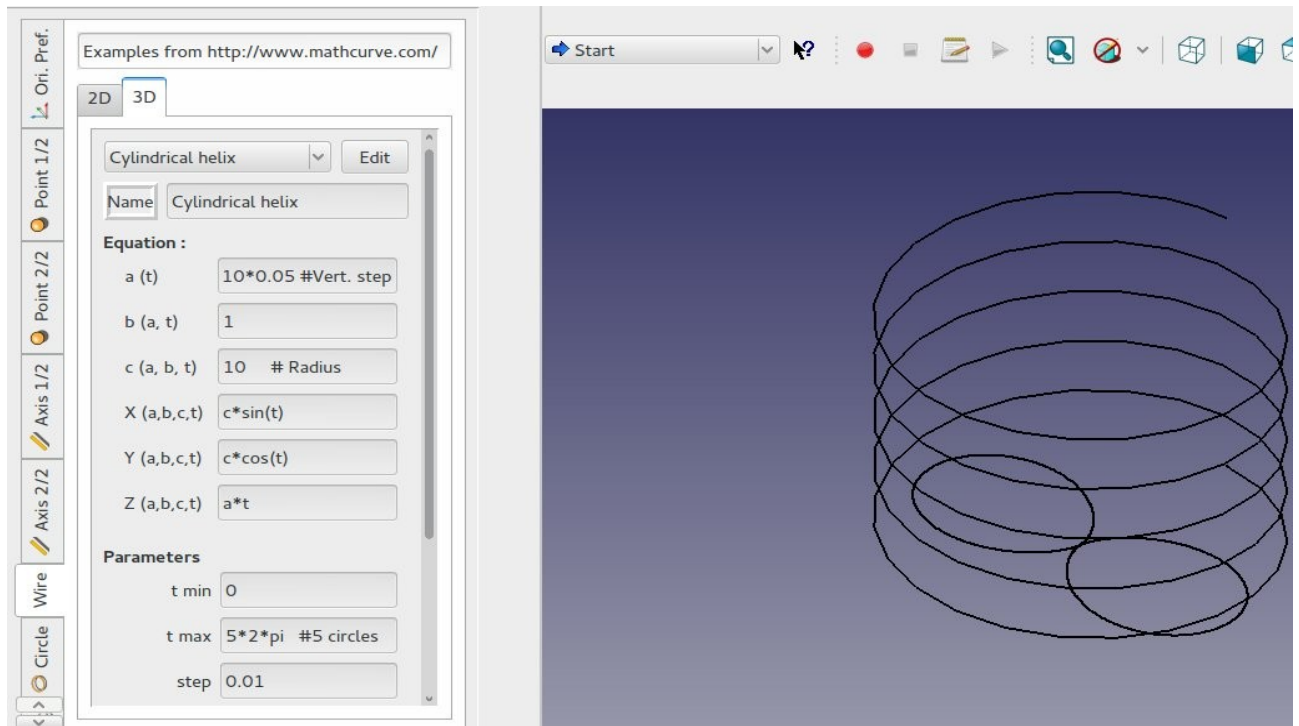 Ori. Pref.
Point 1/2
Point 2/2
Axis 1/2
Axis 2/2
Wire
Circle
Examples from http://www.mathcurve.com/
2D 3D
Cylindrical helix Edit
Name Cylindrical helix
Equation :
a (t) 10*0.05 #Vert. step
b (a, t) 1
c (a, b, t) 10 # Radius
X (a,b,c,t) c*sin(t)
Y (a,b,c,t) c*cos(t)
Z (a,b,c,t) a*t
Parameters
t min 0
t max 5*2*pi #5 circles
step 0.01
Start